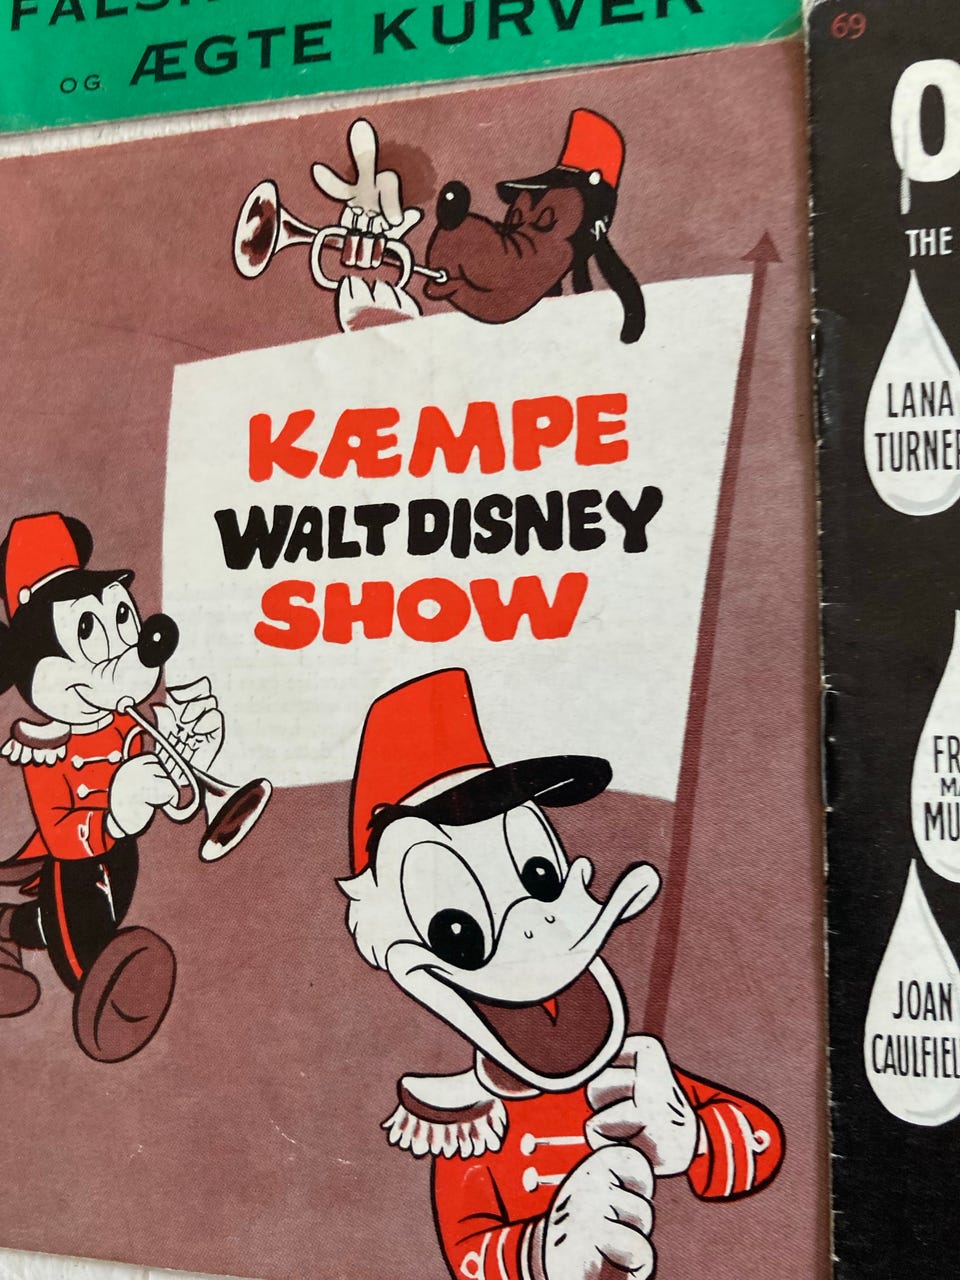 OG ÆGTE KURVER
KÆMPE
WALT DISNEY
SHOW
69
THE
LANA
TURNER
JOAN